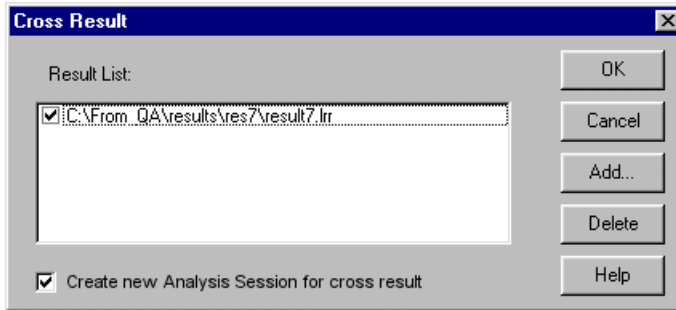 Cross Result
Result List:
C:\From_QA\results\res7\result7.lrr
Create new Analysis Session for cross result
OK
Cancel
Add...
Delete
Help